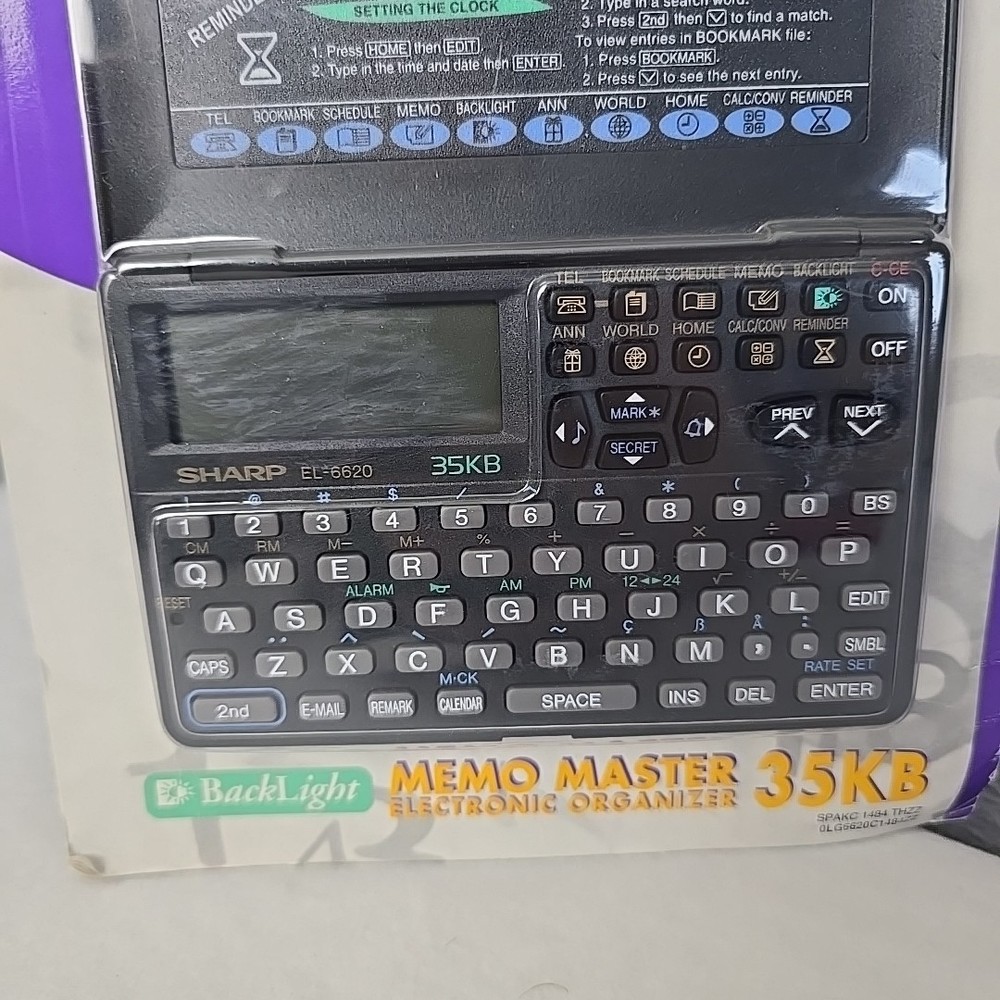 REMINDE
SETTING THE CLOCK
1. Press HOME then EDIT.
2. Type in the time and date then ENTER.
2. Type in a search word.
3. Press 2nd then to find a match.
To view entries in BOOKMARK file:
1. Press BOOKMARK.
2. Press to see the next entry.
TEL BOOKMARK SCHEDULE MEMO BACKLIGHT ANN WORLD HOME CALC/CONV REMINDER
TEL BOOKMARK SCHEDULE MEMO BACKLIGHT C·CE
ON
ANN WORLD HOME CALC/CONV REMINDER
OFF
MARK* PREV NEXT
SECRET
SHARP EL-6620 35KB
! @ # $ / & * ( )
1 2 3 4 5 6 7 8 9 0 BS
CM RM M− M+ % + − × ÷ =
Q W E R T Y U I O P
RESET ALARM AM PM 12◄►24 √ +/−
A S D F G H J K L EDIT
¨ ^ ` ´ ~ ç ß Å :
CAPS Z X C V B N M , . SMBL
M·CK RATE SET
2nd E-MAIL REMARK CALENDAR SPACE INS DEL ENTER
BackLight
MEMO MASTER 35KB
ELECTRONIC ORGANIZER
SPAKC 1484 THZZ